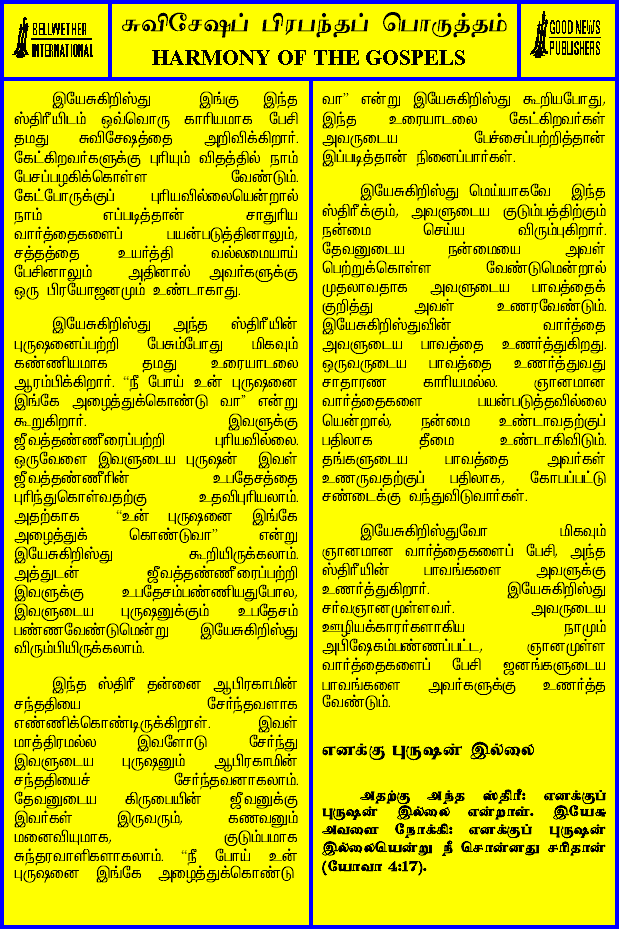 BELLWETHER
INTERNATIONAL
சுவிசேஷப் பிரபந்தப் பொருத்தம்
HARMONY OF THE GOSPELS
GOOD NEWS
PUBLISHERS
இயேசுகிறிஸ்து இங்கு இந்த
ஸ்திரீயிடம் ஒவ்வொரு காரியமாக பேசி
தமது சுவிசேஷத்தை அறிவிக்கிறார்.
கேட்கிறவர்களுக்கு புரியும் விதத்தில் நாம்
பேசப்பழகிக்கொள்ள வேண்டும்.
கேட்போருக்குப் புரியவில்லையென்றால்
நாம் எப்படித்தான் சாதுரிய
வார்த்தைகளைப் பயன்படுத்தினாலும்,
சத்தத்தை உயர்த்தி வல்லமையாய்
பேசினாலும் அதினால் அவர்களுக்கு
ஒரு பிரயோஜனமும் உண்டாகாது.
இயேசுகிறிஸ்து அந்த ஸ்திரீயின்
புருஷனைப்பற்றி பேசும்போது மிகவும்
கண்ணியமாக தமது உரையாடலை
ஆரம்பிக்கிறார். “நீ போய் உன் புருஷனை
இங்கே அழைத்துக்கொண்டு வா” என்று
கூறுகிறார். இவளுக்கு
ஜீவத்தண்ணீரைப்பற்றி புரியவில்லை.
ஒருவேளை இவளுடைய புருஷன் இவள்
ஜீவத்தண்ணீரின் உபதேசத்தை
புரிந்துகொள்வதற்கு உதவிபுரியலாம்.
அதற்காக “உன் புருஷனை இங்கே
அழைத்துக் கொண்டுவா” என்று
இயேசுகிறிஸ்து கூறியிருக்கலாம்.
அத்துடன் ஜீவத்தண்ணீரைப்பற்றி
இவளுக்கு உபதேசம்பண்ணியதுபோல,
இவளுடைய புருஷனுக்கும் உபதேசம்
பண்ணவேண்டுமென்று இயேசுகிறிஸ்து
விரும்பியிருக்கலாம்.
இந்த ஸ்திரீ தன்னை ஆபிரகாமின்
சந்ததியை சேர்ந்தவளாக
எண்ணிக்கொண்டிருக்கிறாள். இவள்
மாத்திரமல்ல இவளோடு சேர்ந்து
இவளுடைய புருஷனும் ஆபிரகாமின்
சந்ததியைச் சேர்ந்தவனாகலாம்.
தேவனுடைய கிருபையின் ஜீவனுக்கு
இவர்கள் இருவரும், கணவனும்
மனைவியுமாக, குடும்பமாக
சுந்தரவாளிகளாகலாம். “நீ போய் உன்
புருஷனை இங்கே அழைத்துக்கொண்டு
வா” என்று இயேசுகிறிஸ்து கூறியபோது,
இந்த உரையாடலை கேட்கிறவர்கள்
அவருடைய பேச்சைப்பற்றித்தான்
இப்படித்தான் நினைப்பார்கள்.
இயேசுகிறிஸ்து மெய்யாகவே இந்த
ஸ்திரீக்கும், அவளுடைய குடும்பத்திற்கும்
நன்மை செய்ய விரும்புகிறார்.
தேவனுடைய நன்மையை அவள்
பெற்றுக்கொள்ள வேண்டுமென்றால்
முதலாவதாக அவளுடைய பாவத்தைக்
குறித்து அவள் உணரவேண்டும்.
இயேசுகிறிஸ்துவின் வார்த்தை
அவளுடைய பாவத்தை உணர்த்துகிறது.
ஒருவருடைய பாவத்தை உணர்த்துவது
சாதாரண காரியமல்ல. ஞானமான
வார்த்தைகளை பயன்படுத்தவில்லை
யென்றால், நன்மை உண்டாவதற்குப்
பதிலாக தீமை உண்டாகிவிடும்.
தங்களுடைய பாவத்தை அவர்கள்
உணருவதற்குப் பதிலாக, கோபப்பட்டு
சண்டைக்கு வந்துவிடுவார்கள்.
இயேசுகிறிஸ்துவோ மிகவும்
ஞானமான வார்த்தைகளைப் பேசி, அந்த
ஸ்திரீயின் பாவங்களை அவளுக்கு
உணர்த்துகிறார். இயேசுகிறிஸ்து
சர்வஞானமுள்ளவர். அவருடைய
ஊழியக்காரர்களாகிய நாமும்
அபிஷேகம்பண்ணப்பட்ட, ஞானமுள்ள
வார்த்தைகளைப் பேசி ஜனங்களுடைய
பாவங்களை அவர்களுக்கு உணர்த்த
வேண்டும்.
எனக்கு புருஷன் இல்லை
அதற்கு அந்த ஸ்திரீ: எனக்குப்
புருஷன் இல்லை என்றாள். இயேசு
அவளை நோக்கி: எனக்குப் புருஷன்
இல்லையென்று நீ சொன்னது சரிதான்
(யோவா 4:17).